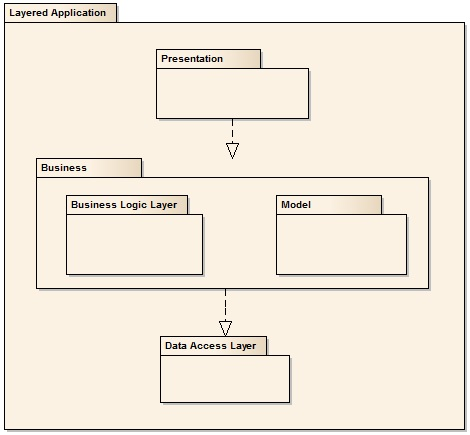 Layered Application
Presentation
Business
Business Logic Layer
Model
Data Access Layer